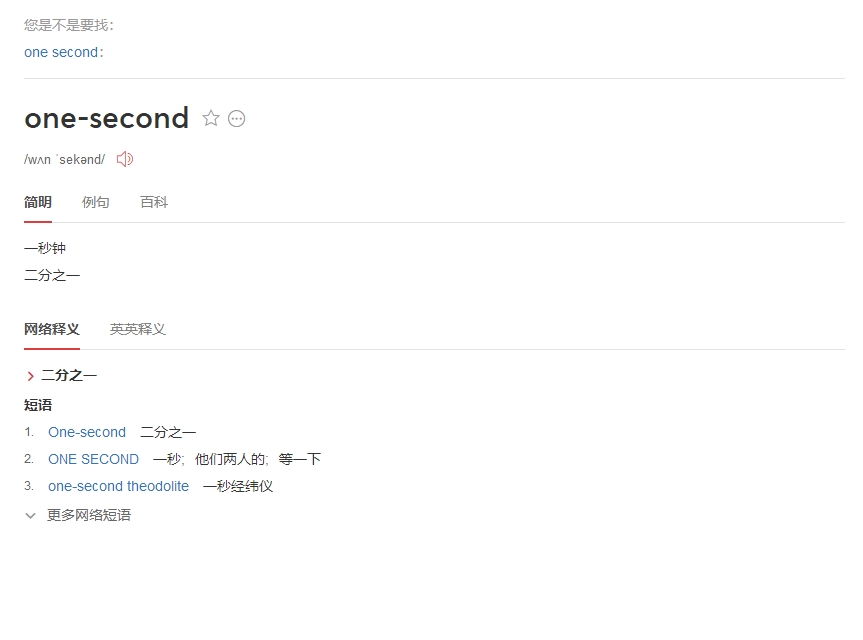 您是不是要找：
one second：
one-second
/wʌn ˈsekənd/
简明 例句 百科
一秒钟
二分之一
网络释义 英英释义
二分之一
短语
1. One-second 二分之一
2. ONE SECOND 一秒; 他们两人的; 等一下
3. one-second theodolite 一秒经纬仪
更多网络短语